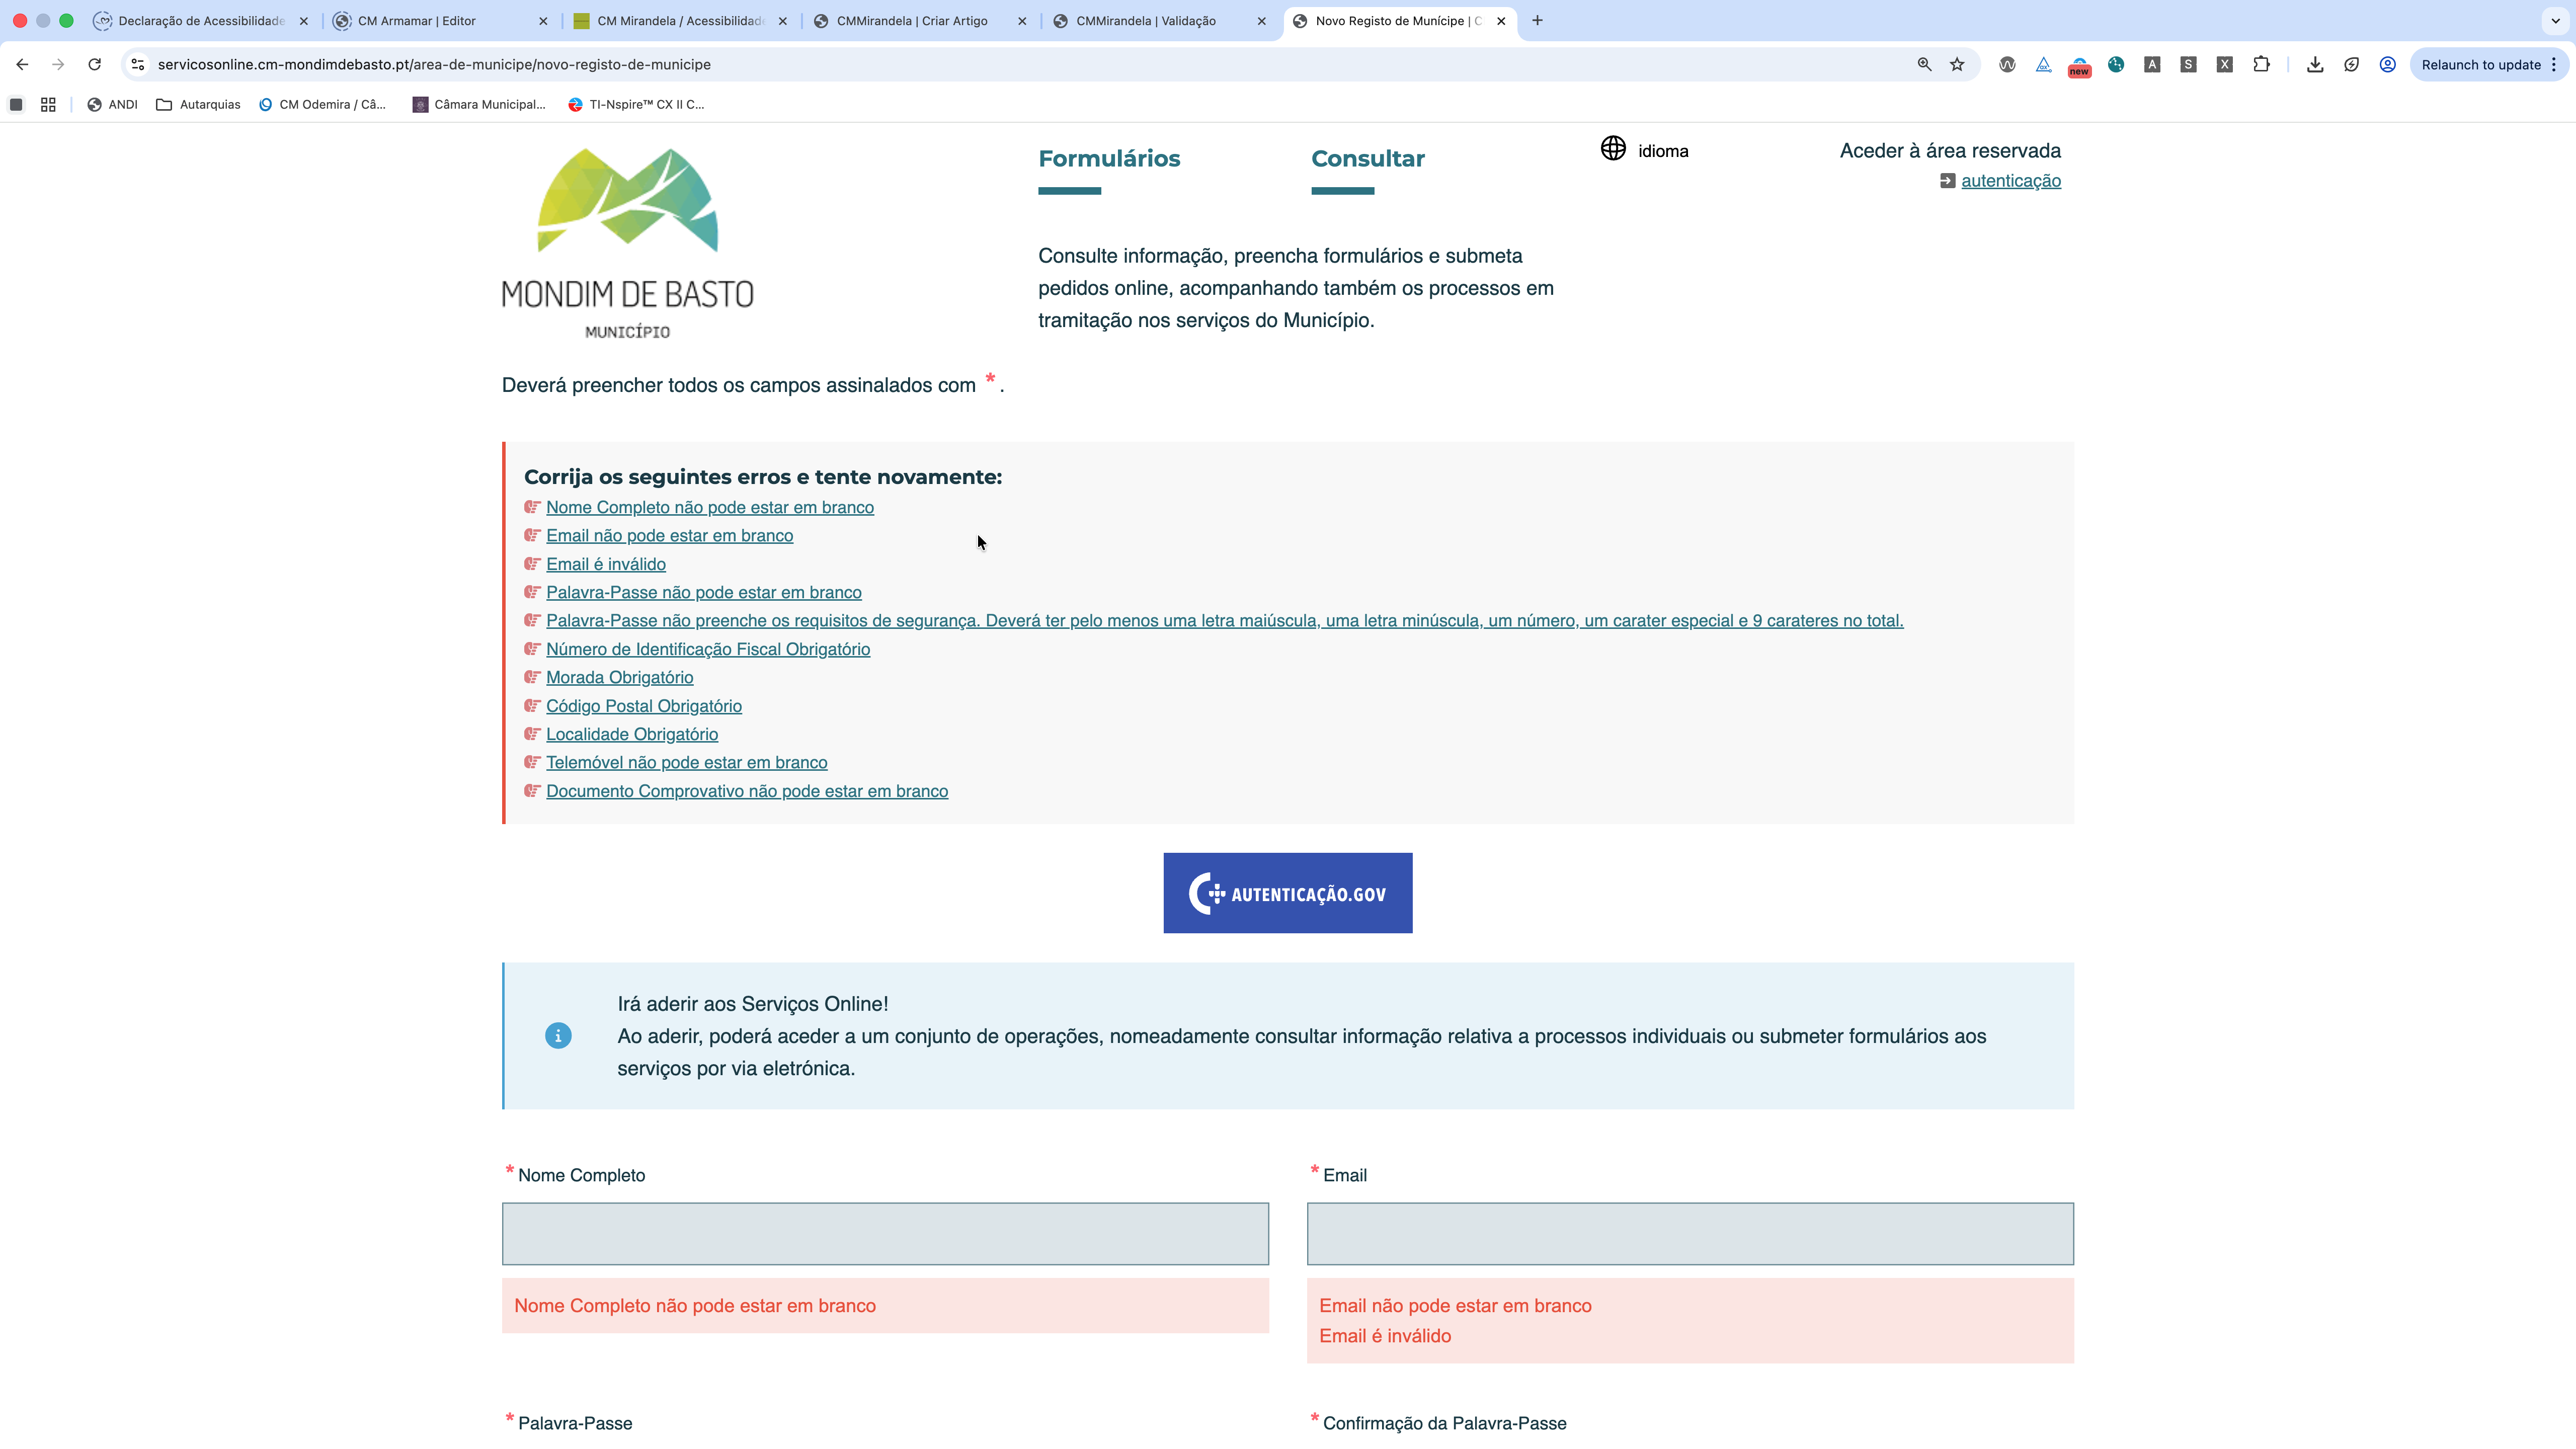 Declaração de Acessibilidade
CM Armamar | Editor
CM Mirandela / Acessibilidade
CMMirandela | Criar Artigo
CMMirandela | Validação
Novo Registo de Munícipe | C
servicosonline.cm-mondimdebasto.pt/area-de-municipe/novo-registo-de-municipe
new
A
S
X
Relaunch to update
ANDI
Autarquias
CM Odemira / Câ...
Câmara Municipal...
TI-Nspire™ CX II C...
MONDIM DE BASTO
MUNICÍPIO
Formulários
Consultar
idioma
Aceder à área reservada
autenticação
Consulte informação, preencha formulários e submeta
pedidos online, acompanhando também os processos em
tramitação nos serviços do Município.
Deverá preencher todos os campos assinalados com * .
Corrija os seguintes erros e tente novamente:
Nome Completo não pode estar em branco
Email não pode estar em branco
Email é inválido
Palavra-Passe não pode estar em branco
Palavra-Passe não preenche os requisitos de segurança. Deverá ter pelo menos uma letra maiúscula, uma letra minúscula, um número, um carater especial e 9 carateres no total.
Número de Identificação Fiscal Obrigatório
Morada Obrigatório
Código Postal Obrigatório
Localidade Obrigatório
Telemóvel não pode estar em branco
Documento Comprovativo não pode estar em branco
AUTENTICAÇÃO.GOV
Irá aderir aos Serviços Online!
Ao aderir, poderá aceder a um conjunto de operações, nomeadamente consultar informação relativa a processos individuais ou submeter formulários aos
serviços por via eletrónica.
* Nome Completo
* Email
Nome Completo não pode estar em branco
Email não pode estar em branco
Email é inválido
* Palavra-Passe
* Confirmação da Palavra-Passe